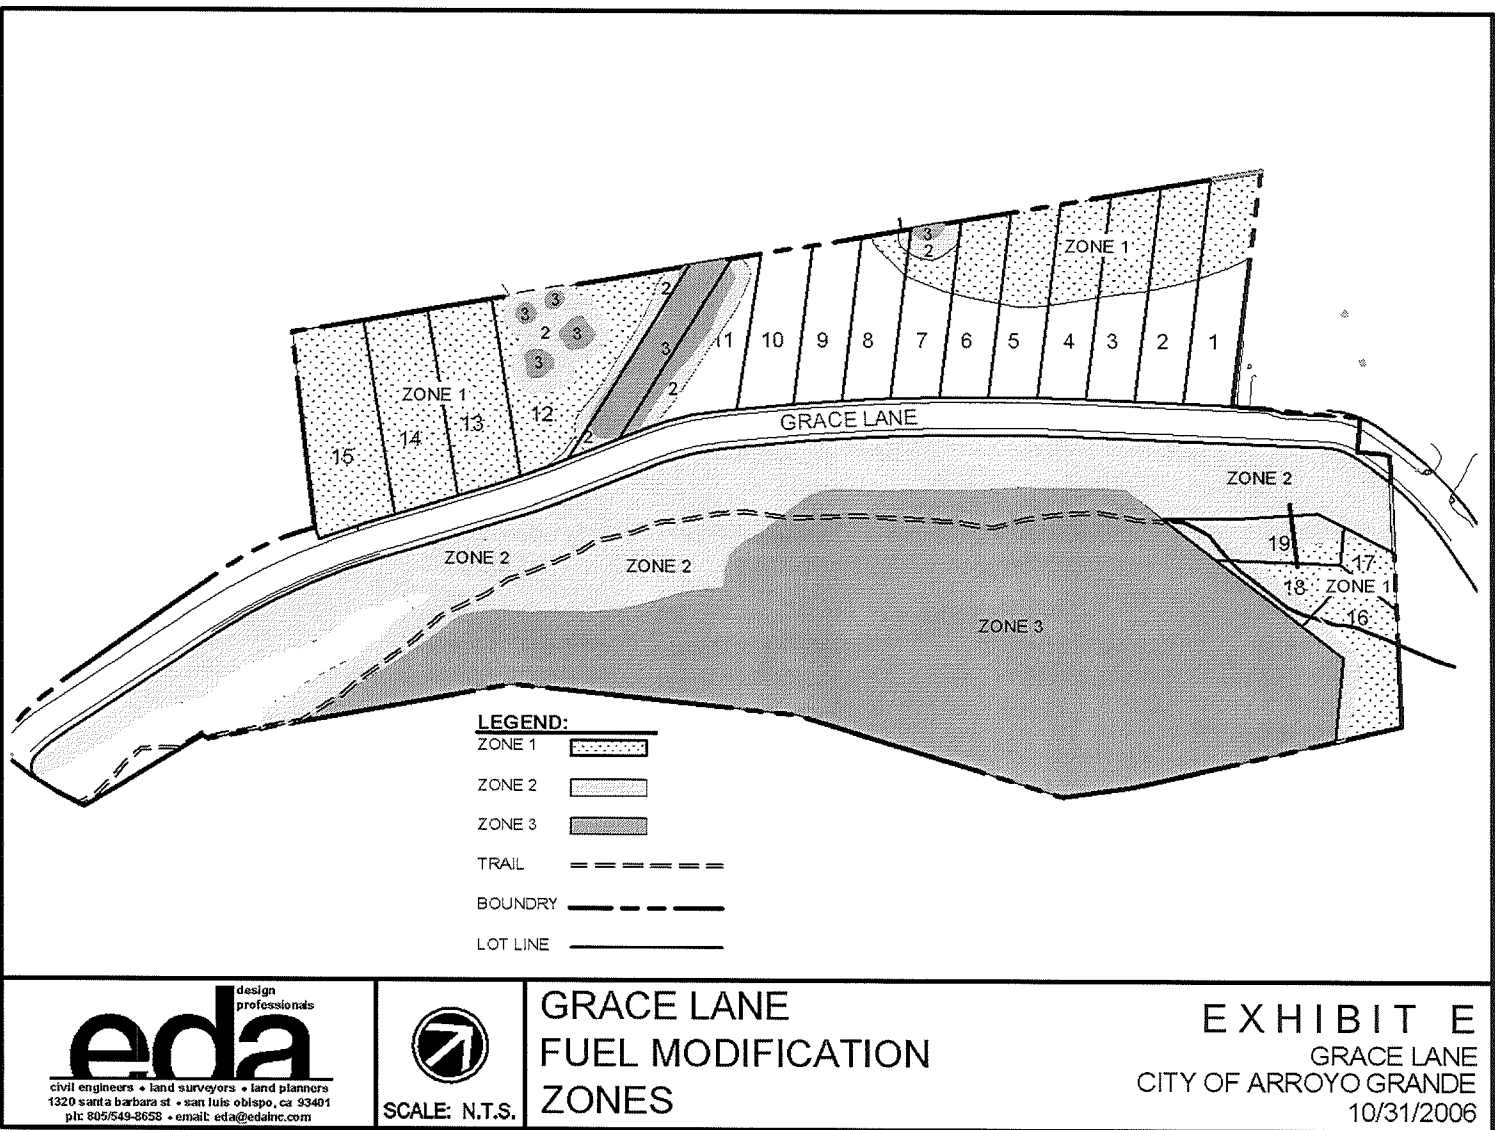 3
2
ZONE 1
2
3
3
2
3
3
3
2
2
11
10
9
8
7
6
5
4
3
2
1
ZONE 1
12
13
14
15
GRACE LANE
ZONE 2
ZONE 2
ZONE 2
19
17
18
ZONE 1
16
ZONE 3
LEGEND:
ZONE 1
ZONE 2
ZONE 3
TRAIL
BOUNDRY
LOT LINE
eda
design
professionals
civil engineers • land surveyors • land planners
1320 santa barbara st • san luis obispo, ca 93401
ph: 805/549-8658 • email: eda@edainc.com
SCALE: N.T.S.
GRACE LANE
FUEL MODIFICATION
ZONES
EXHIBIT E
GRACE LANE
CITY OF ARROYO GRANDE
10/31/2006